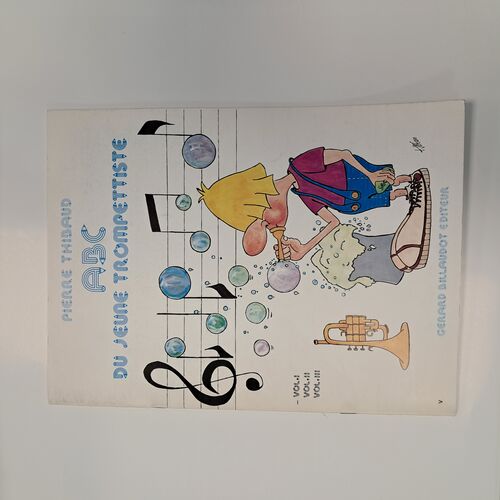 PIERRE THIBAUD
ABC
DU JEUNE TROMPETTISTE
- VOL.I
VOL.II
VOL.III
GERARD BILLAUDOT EDITEUR
V